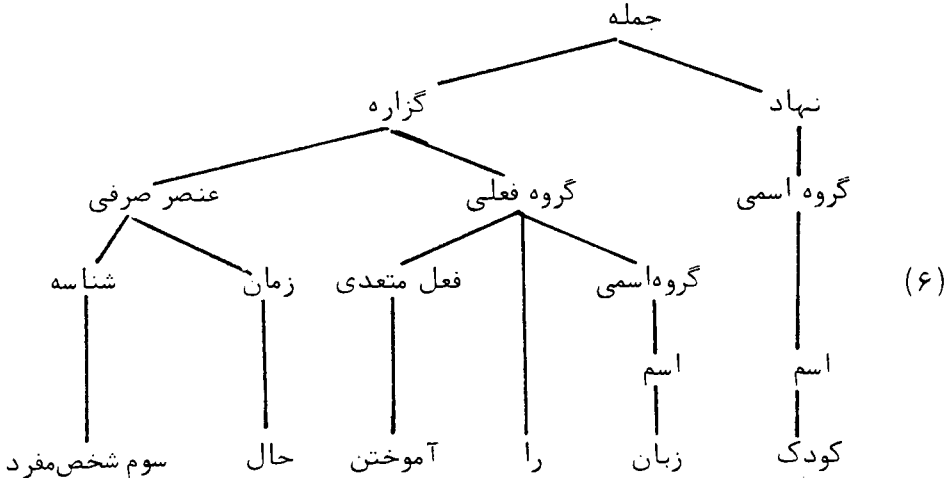 جمله
نهاد گزاره
گروه اسمی گروه فعلی عنصر صرفی
(۶) گروه‌اسمی فعل متعدی زمان شناسه
اسم اسم
کودک زبان را آموختن حال سوم شخص‌مفرد